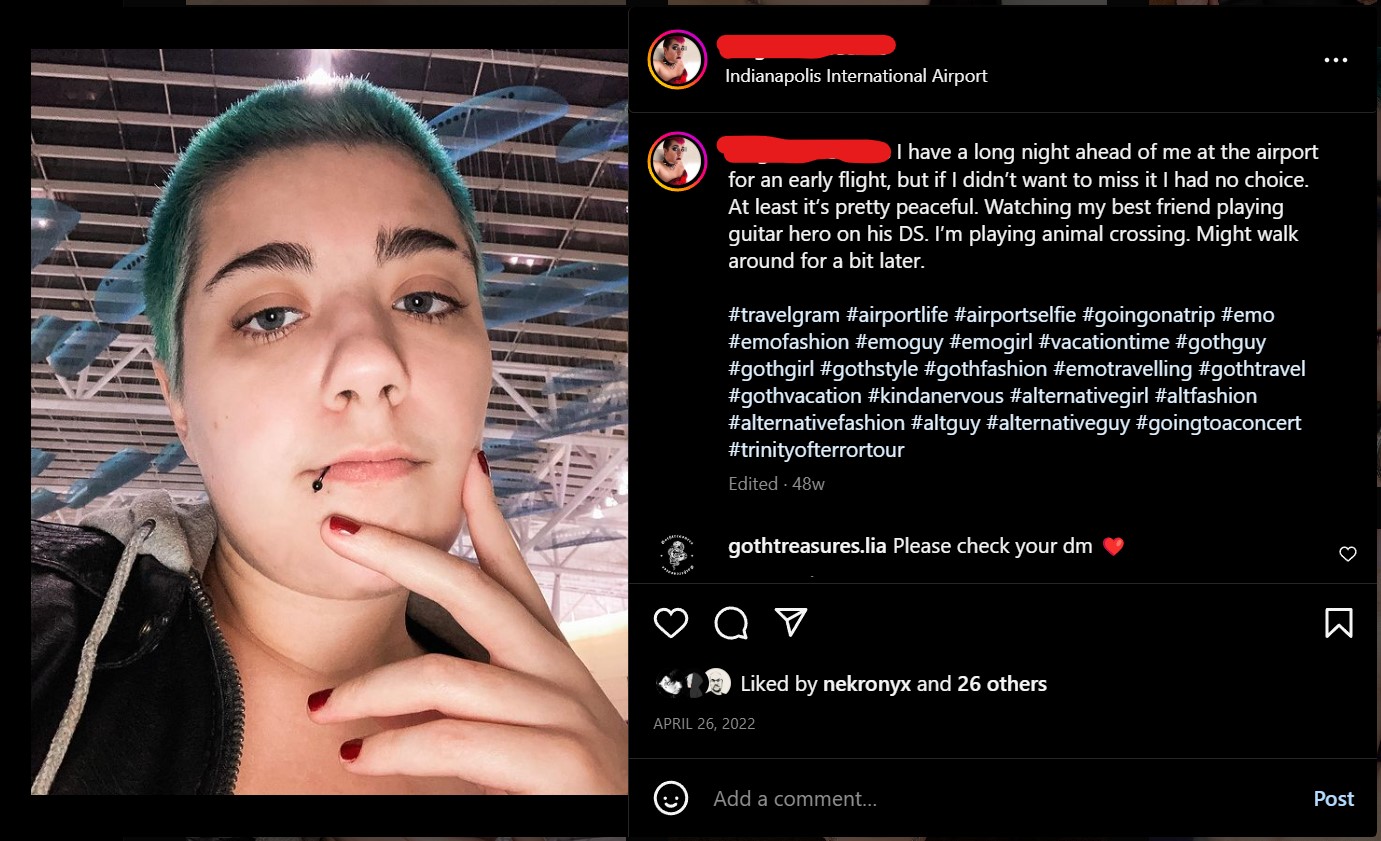 Indianapolis International Airport
I have a long night ahead of me at the airport
for an early flight, but if I didn't want to miss it I had no choice.
At least it's pretty peaceful. Watching my best friend playing
guitar hero on his DS. I'm playing animal crossing. Might walk
around for a bit later.
#travelgram #airportlife #airportselfie #goingonatrip #emo
#emofashion #emoguy #emogirl #vacationtime #gothguy
#gothgirl #gothstyle #gothfashion #emotravelling #gothtravel
#gothvacation #kindanervous #alternativegirl #altfashion
#alternativefashion #altguy #alternativeguy #goingtoaconcert
#trinityofterrortour
Edited · 48w
gothtreasures.lia Please check your dm ❤️
Liked by nekronyx and 26 others
APRIL 26, 2022
Add a comment...
Post